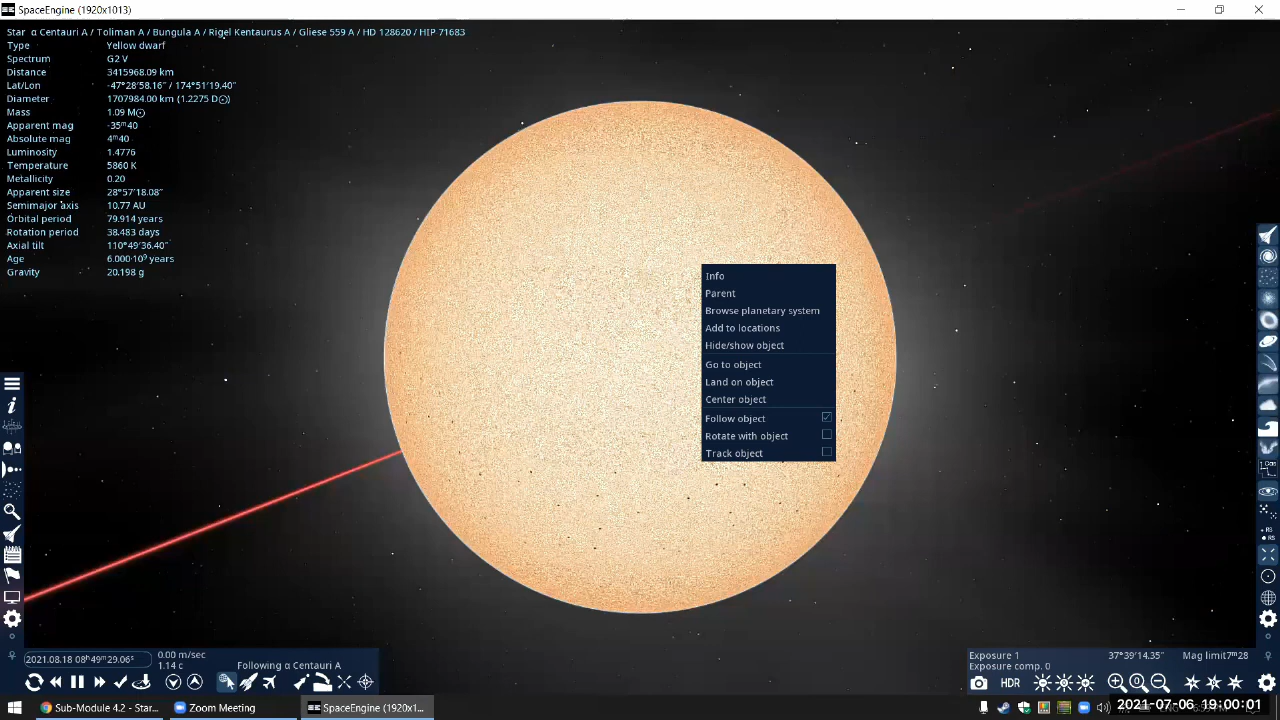 SpaceEngine (1920x1013)
Star α Centauri A / Toliman A / Bungula A / Rigel Kentaurus A / Gliese 559 A / HD 128620 / HIP 71683
Type Yellow dwarf
Spectrum G2 V
Distance 3415968.09 km
Lat/Lon -47°28′58.16″ / 174°51′19.40″
Diameter 1707984.00 km (1.2275 D☉)
Mass 1.09 M☉
Apparent mag -35ᵐ40
Absolute mag 4ᵐ40
Luminosity 1.4776
Temperature 5860 K
Metallicity 0.20
Apparent size 28°57′18.08″
Semimajor axis 10.77 AU
Orbital period 79.914 years
Rotation period 38.483 days
Axial tilt 110°49′36.40″
Age 6.000·10⁹ years
Gravity 20.198 g
Info
Parent
Browse planetary system
Add to locations
Hide/show object
Go to object
Land on object
Center object
Follow object
Rotate with object
Track object
2021.08.18 08ʰ49ᵐ29.06ˢ
0.00 m/sec
1.14 c
Following α Centauri A
Exposure 1 37°39′14.35″ Mag limit7ᵐ28
Exposure comp. 0
HDR
Sub-Module 4.2 - Star...
Zoom Meeting
SpaceEngine (1920x1...
2021-07-06 19:00:01